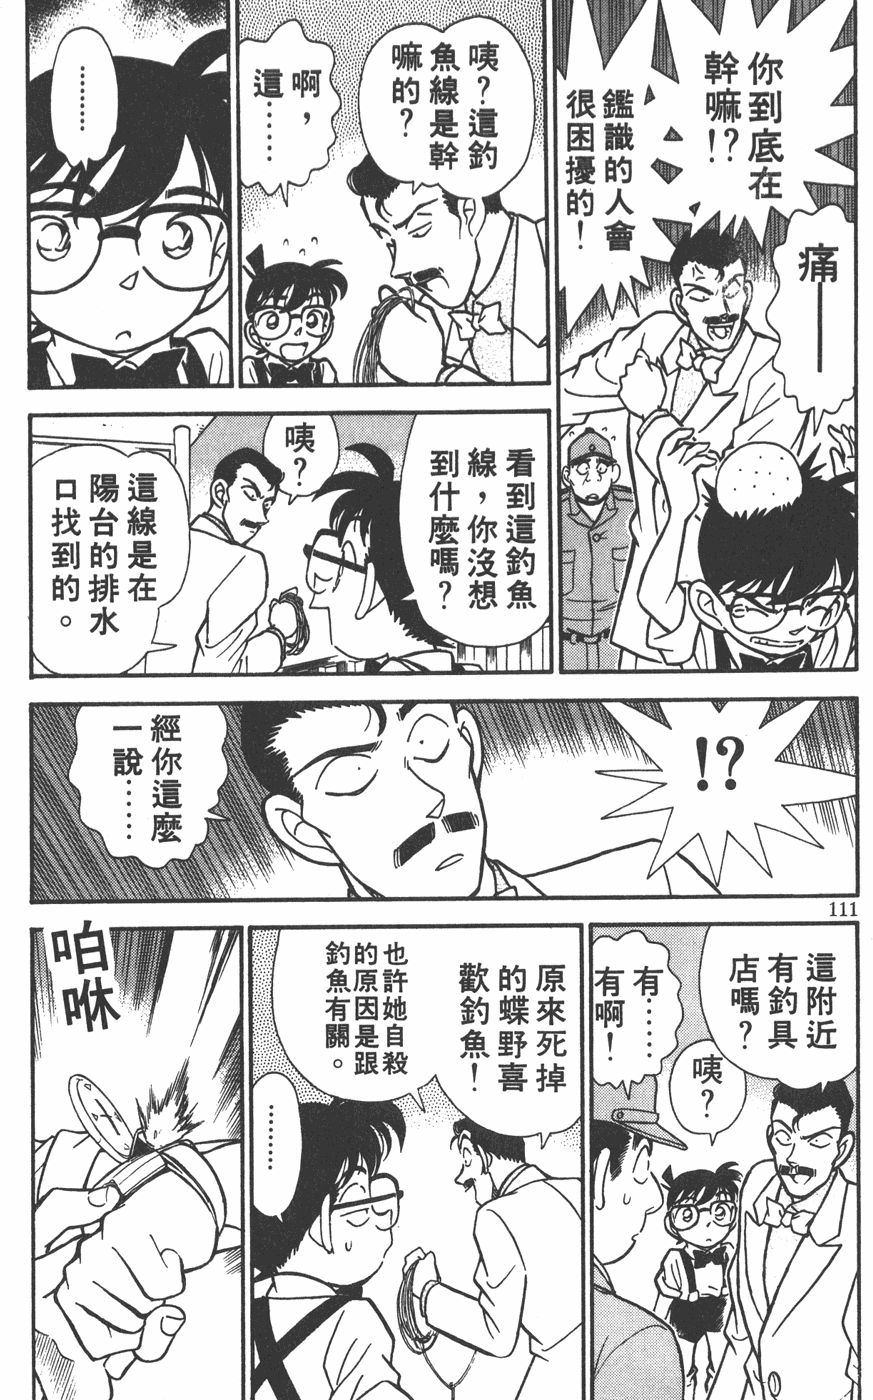 你到底在
幹嘛!?
鑑識的人會
很困擾的！
痛——
咦？這釣
魚線是幹
嘛的？
啊，
這……
………
看到這釣魚
線，你沒想
到什麼嗎？
咦？
這線是在
陽台的排水
口找到的。
!?
經你這麼
一說……
111
這附近
有釣具
店嗎？
咦？
有……
有啊！
原來死掉
的蝶野喜
歡釣魚！
也許她自殺
的原因是跟
釣魚有關。
………
咱咻